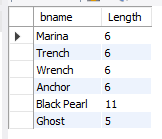 bname Length
Marina 6
Trench 6
Wrench 6
Anchor 6
Black Pearl 11
Ghost 5